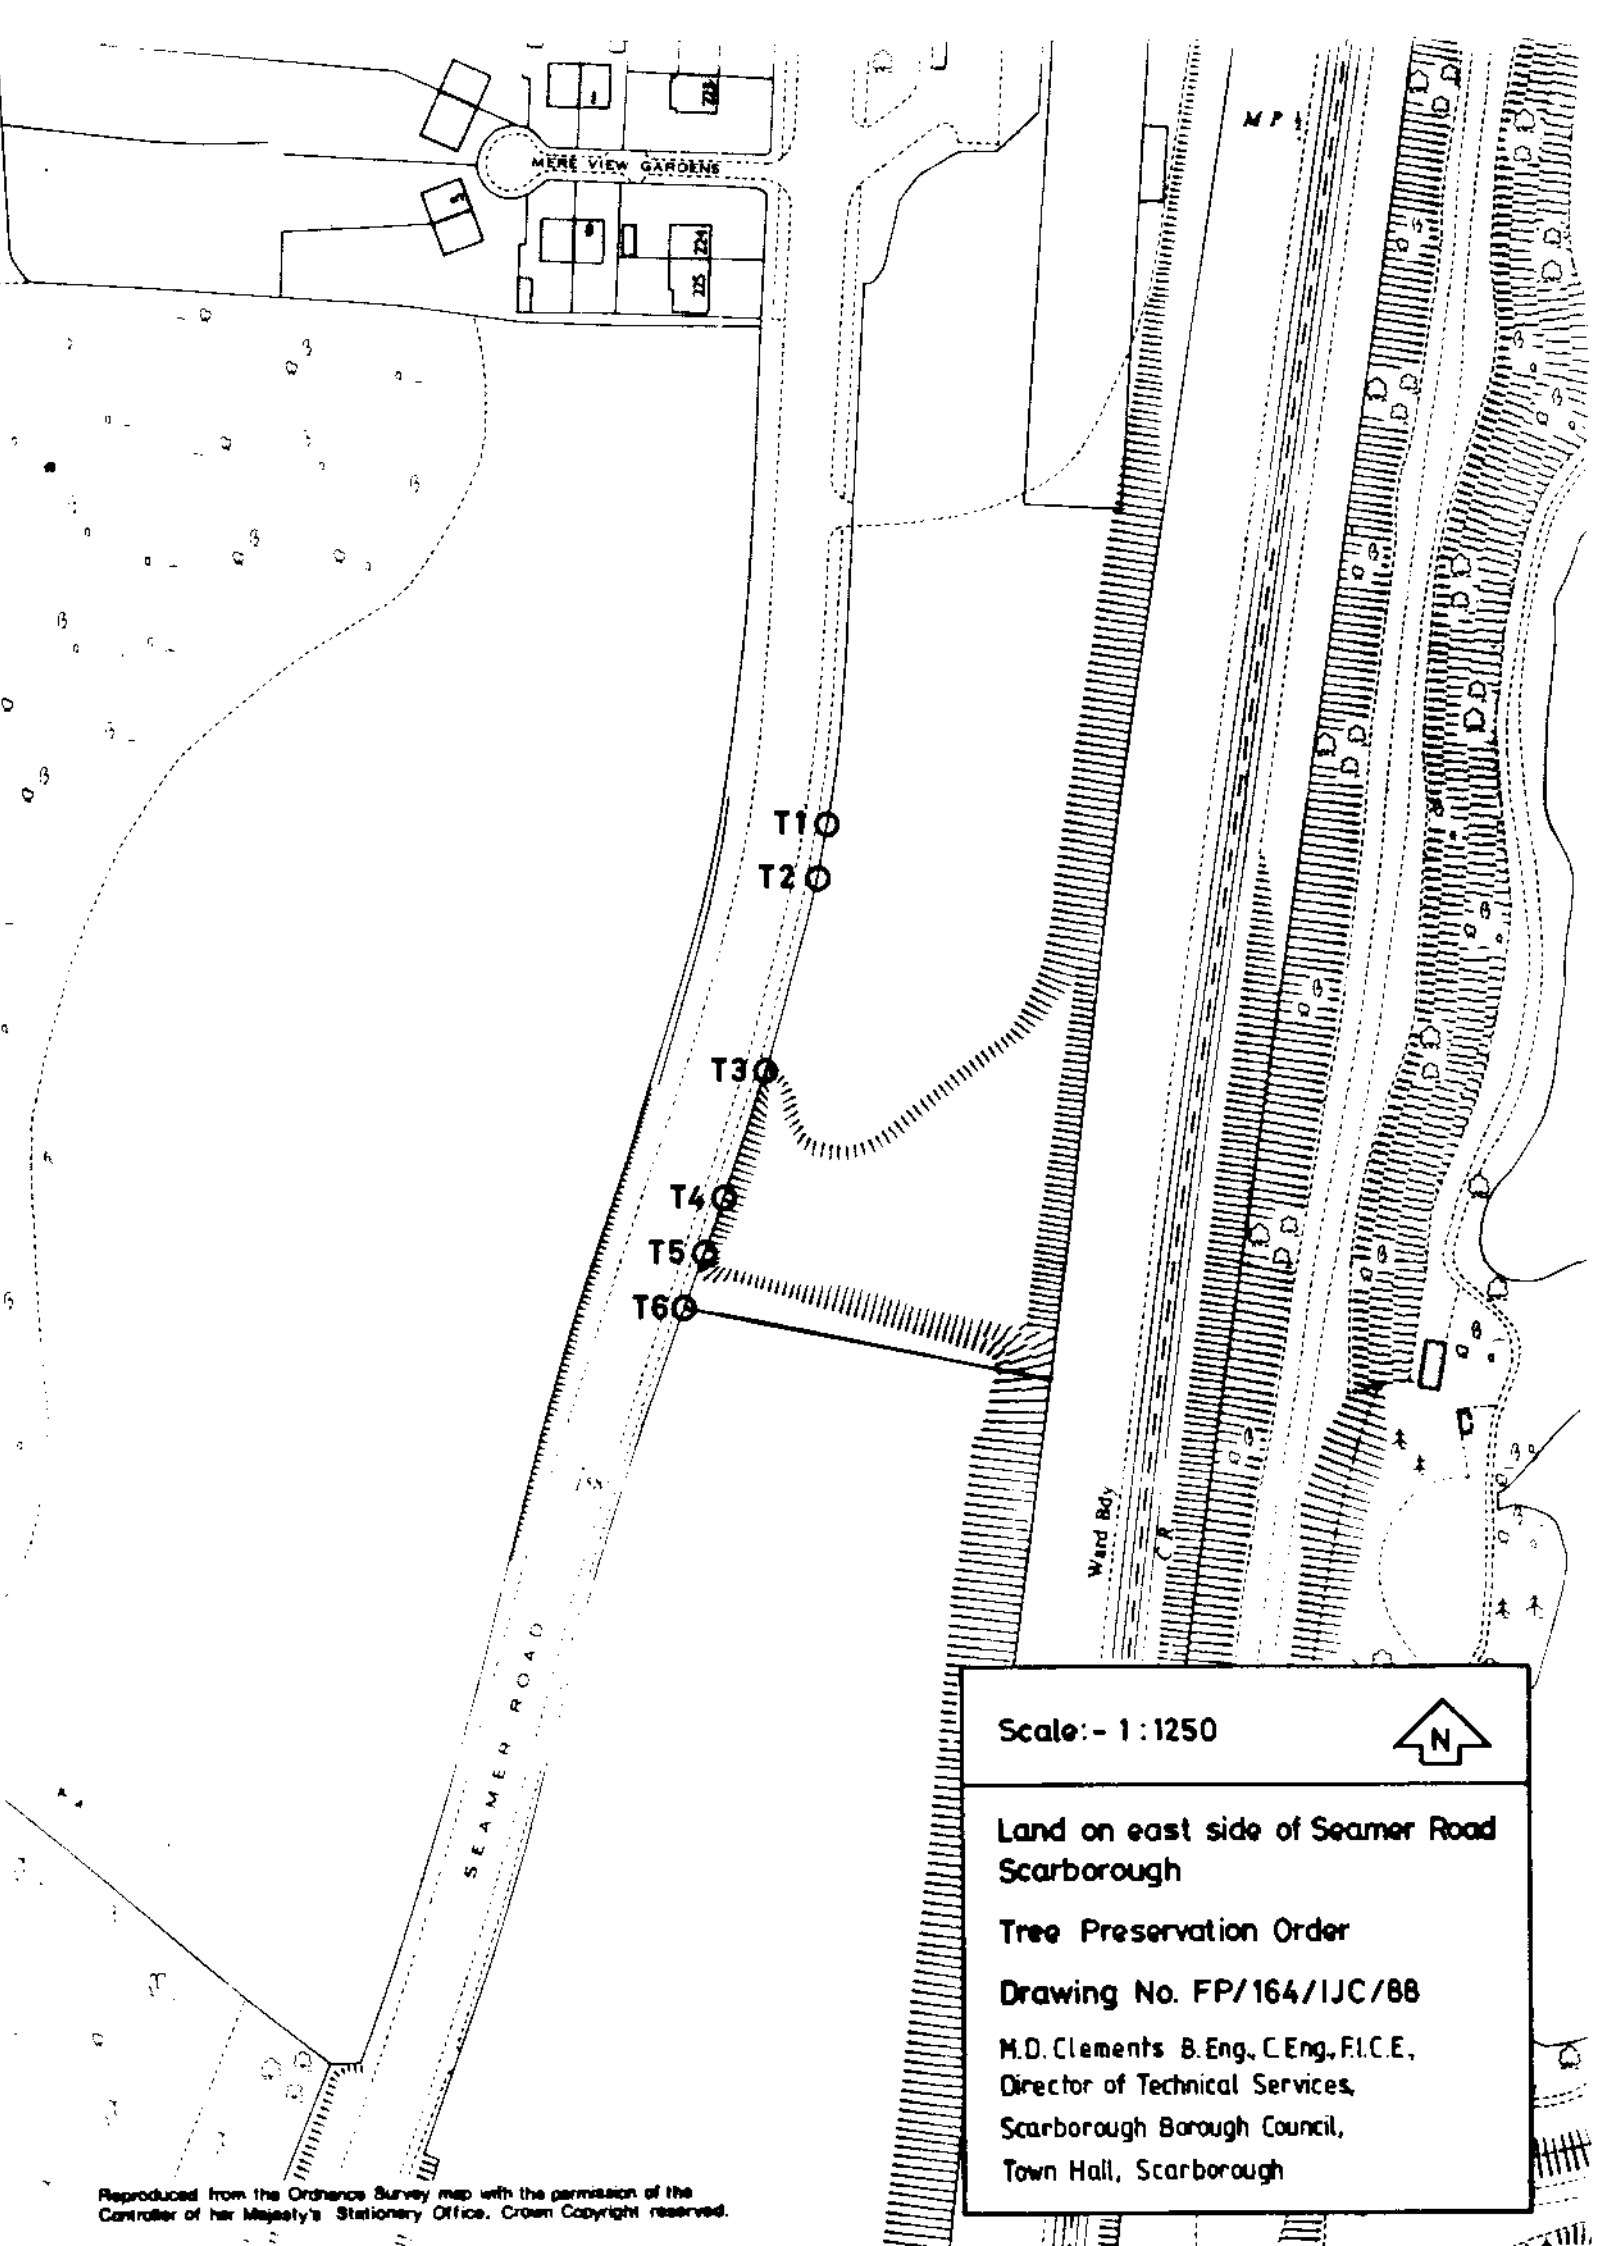 1
223
M P
MERE VIEW GARDENS
224
225
T1
T2
T3
T4
T5
T6
Ward Bdy
C R
SEAMER ROAD
Scale:- 1:1250
N
Land on east side of Seamer Road
Scarborough
Tree Preservation Order
Drawing No. FP/164/IJC/88
M.D. Clements B.Eng., C.Eng., F.I.C.E.,
Director of Technical Services,
Scarborough Borough Council,
Town Hall, Scarborough
Reproduced from the Ordnance Survey map with the permission of the
Controller of her Majesty's Stationery Office. Crown Copyright reserved.